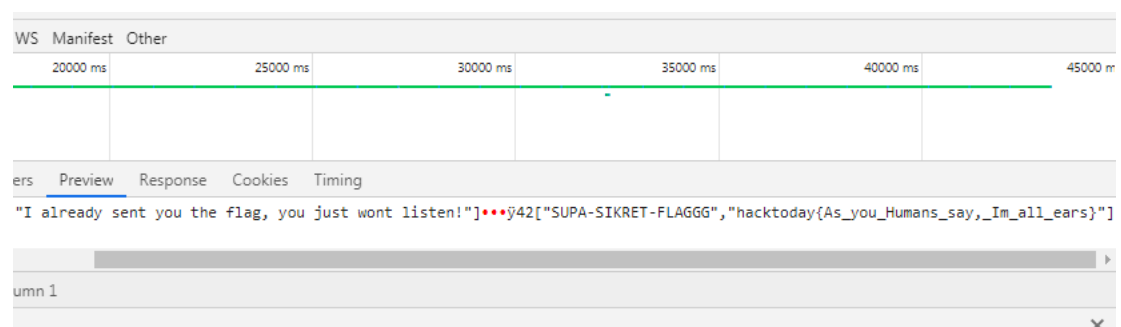 WS Manifest Other
20000 ms 25000 ms 30000 ms 35000 ms 40000 ms 45000 m
ers Preview Response Cookies Timing
"I already sent you the flag, you just wont listen!"]•••ÿ42["SUPA-SIKRET-FLAGGG","hacktoday{As_you_Humans_say,_Im_all_ears}"]
umn 1